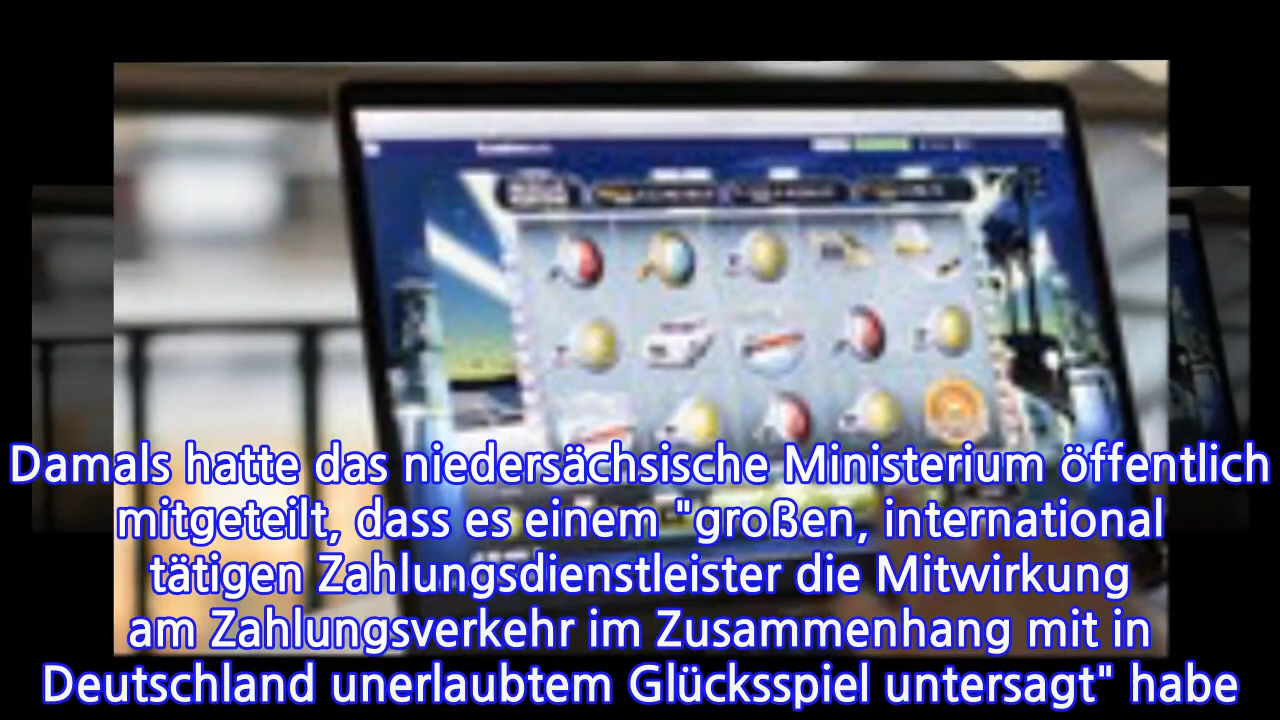 Damals hatte das niedersächsische Ministerium öffentlich
mitgeteilt, dass es einem "großen, international
tätigen Zahlungsdienstleister die Mitwirkung
am Zahlungsverkehr im Zusammenhang mit in
Deutschland unerlaubtem Glücksspiel untersagt" habe